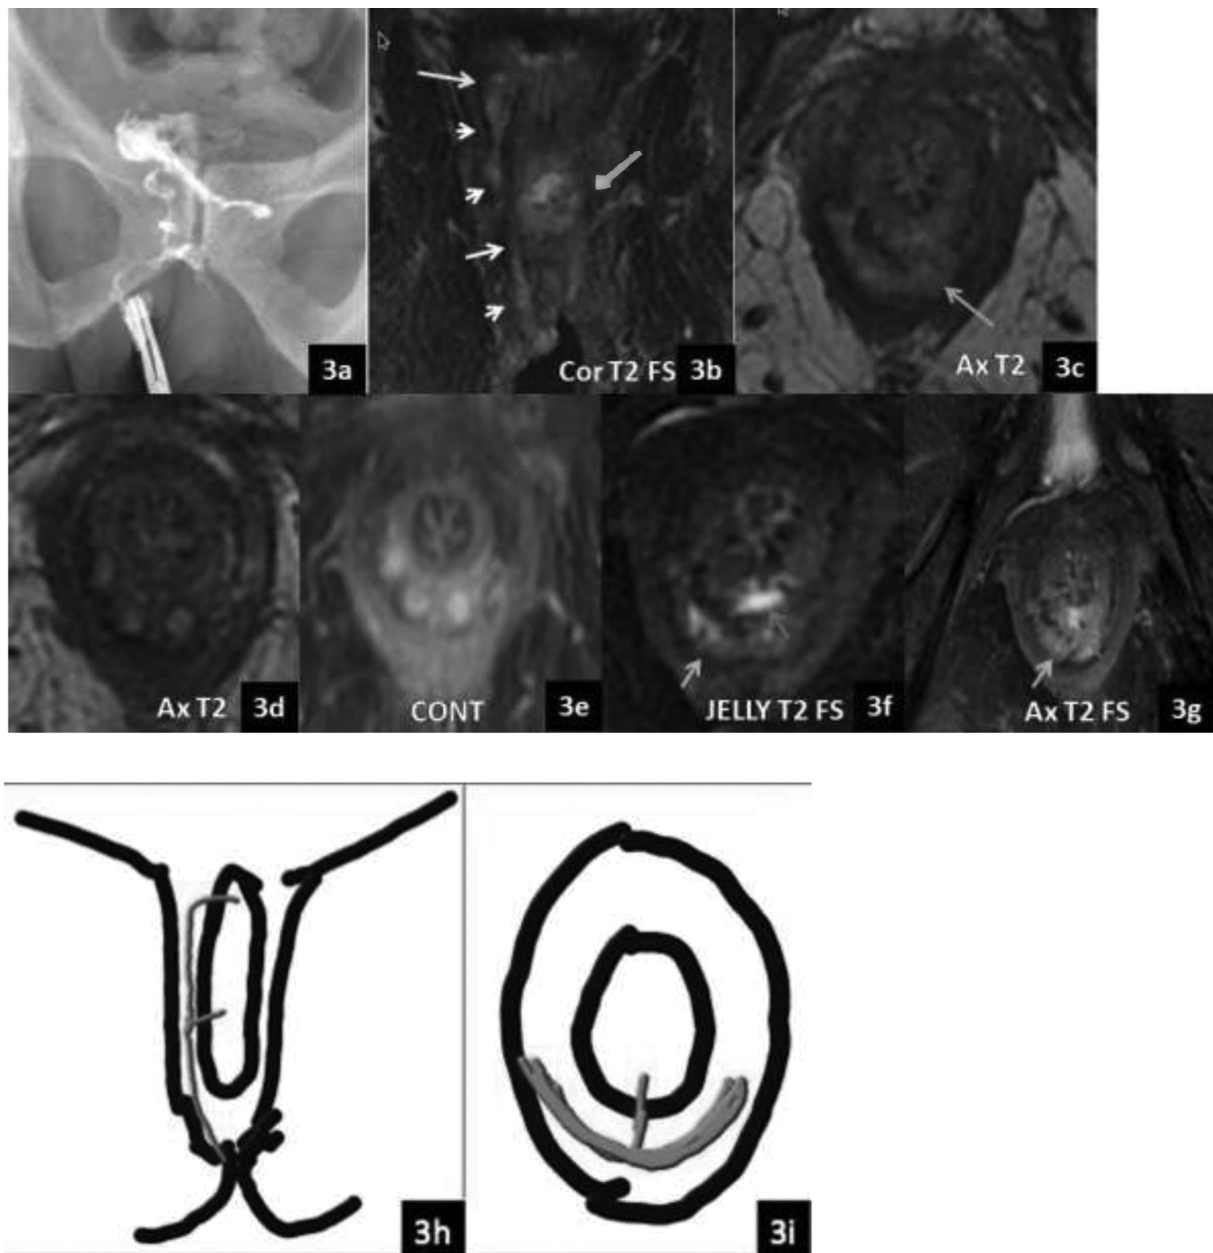 3a
Cor T2 FS 3b
Ax T2 3c
Ax T2 3d
CONT 3e
JELLY T2 FS 3f
Ax T2 FS 3g
3h
3i